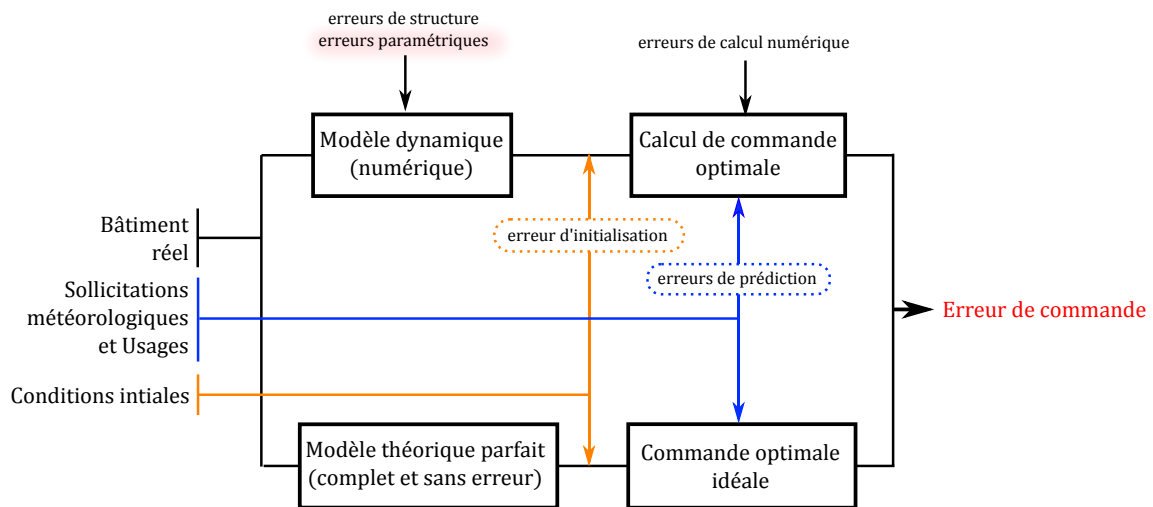 erreurs de structure
erreurs paramétriques
erreurs de calcul numérique
Modèle dynamique
(numérique)
Calcul de commande
optimale
Bâtiment
réel
erreur d'initialisation
erreurs de prédiction
Sollicitations
météorologiques
et Usages
Erreur de commande
Conditions intiales
Modèle théorique parfait
(complet et sans erreur)
Commande optimale
idéale